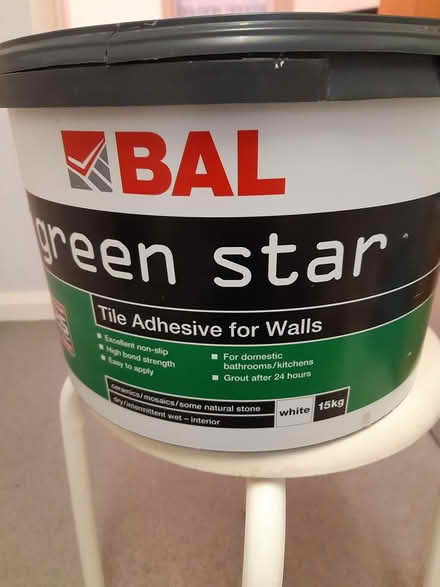 BAL
green star
Tile Adhesive for Walls
Excellent non-slip
High bond strength
Easy to apply
For domestic
bathrooms/kitchens
Grout after 24 hours
ceramics/mosaics/some natural stone
dry/intermittent wet – interior
white
15kg